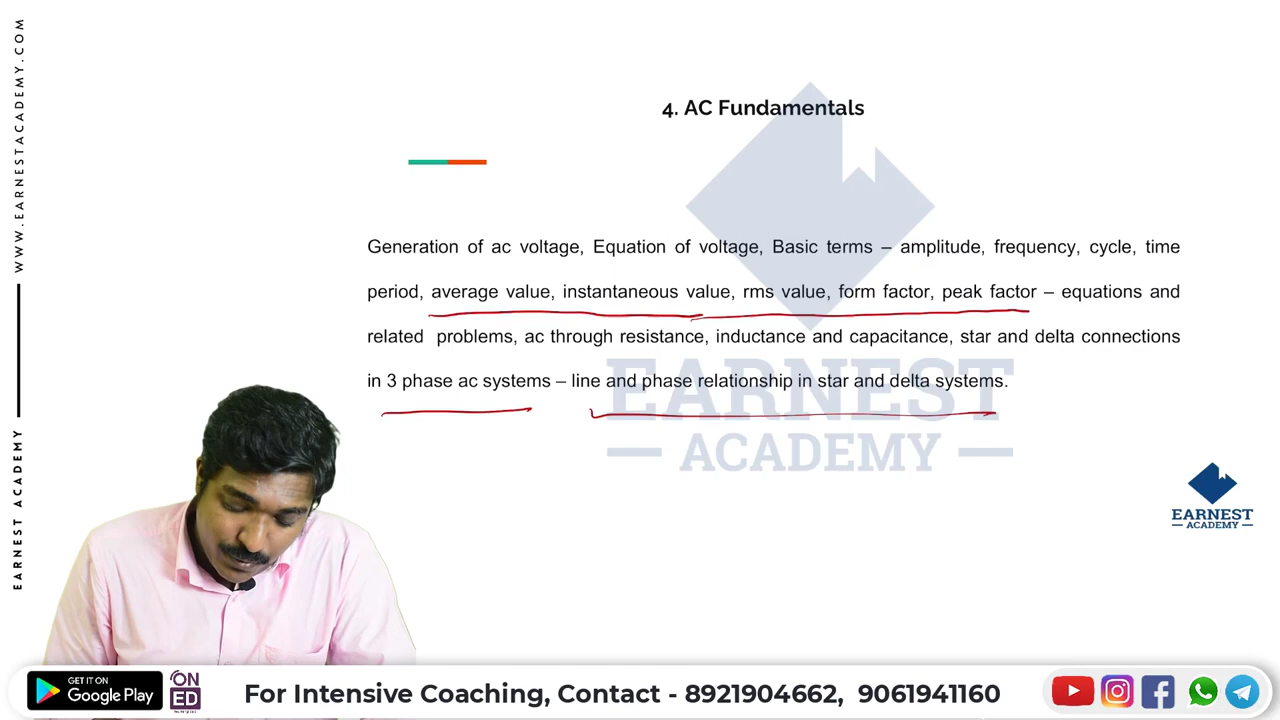 WWW.EARNESTACADEMY.COM
EARNEST ACADEMY
4. AC Fundamentals
Generation of ac voltage, Equation of voltage, Basic terms – amplitude, frequency, cycle, time
period, average value, instantaneous value, rms value, form factor, peak factor – equations and
related problems, ac through resistance, inductance and capacitance, star and delta connections
in 3 phase ac systems – line and phase relationship in star and delta systems.
EARNEST
ACADEMY
EARNEST
ACADEMY
GET IT ON
Google Play
ON
ED
For Intensive Coaching, Contact - 8921904662, 9061941160